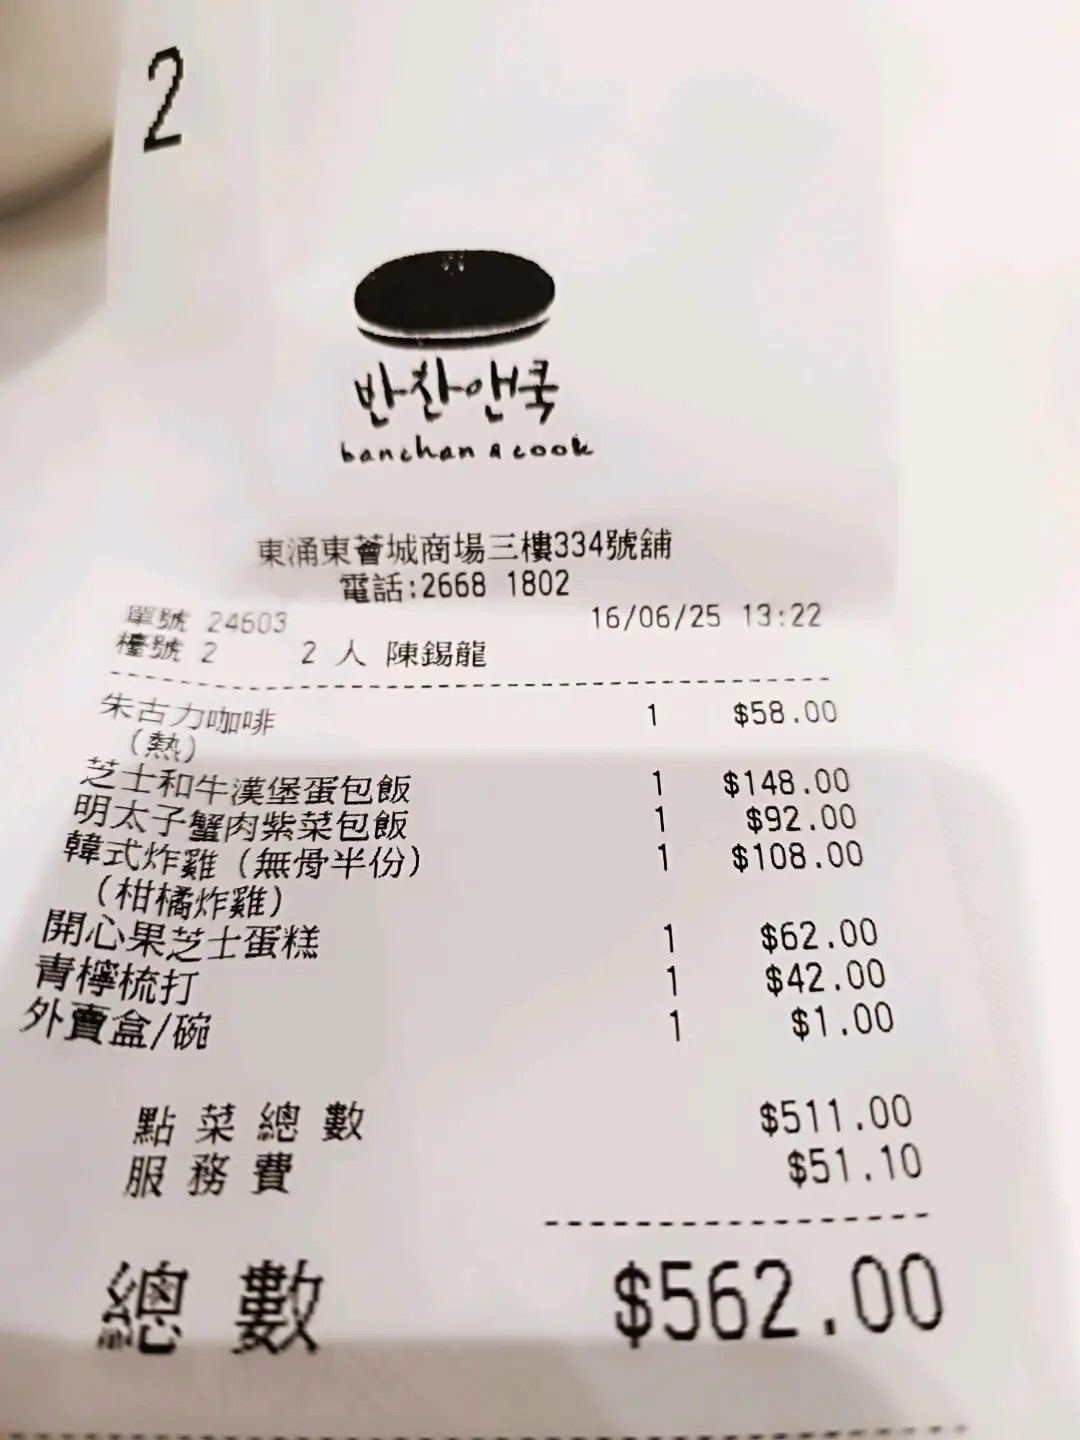 2
반찬앤쿡
banchan & cook
東涌東薈城商場三樓334號舖
電話:2668 1802
單號 24603 16/06/25 13:22
檯號 2 2 人 陳錫龍
朱古力咖啡 1 $58.00
(熱)
芝士和牛漢堡蛋包飯 1 $148.00
明太子蟹肉紫菜包飯 1 $92.00
韓式炸雞(無骨半份) 1 $108.00
(柑橘炸雞)
開心果芝士蛋糕 1 $62.00
青檸梳打 1 $42.00
外賣盒/碗 1 $1.00
點菜總數 $511.00
服務費 $51.10
總數 $562.00